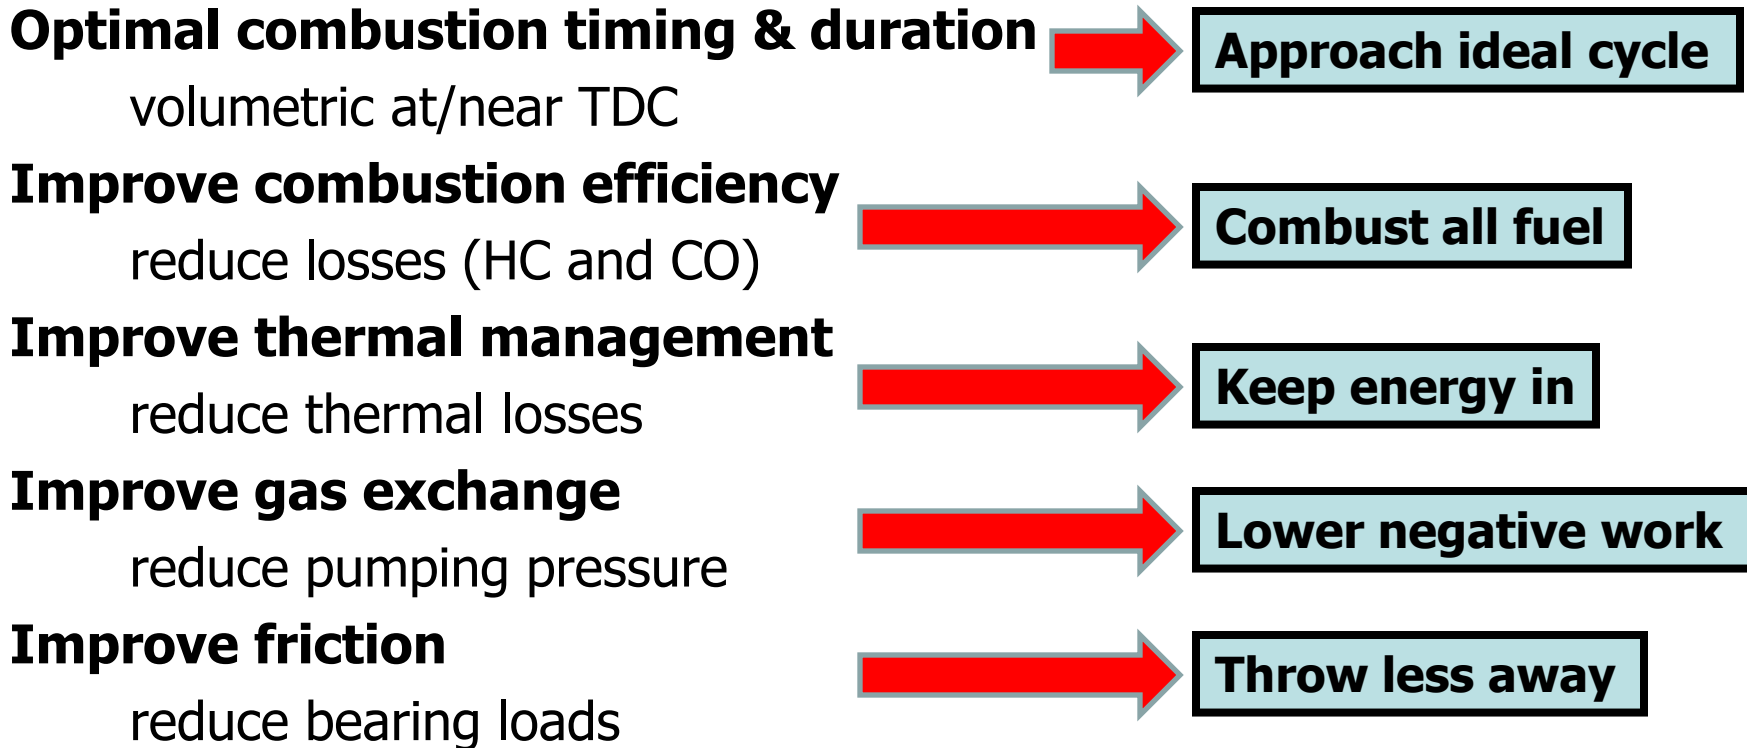 Optimal combustion timing & duration
Approach ideal cycle
volumetric at/near TDC
Improve combustion efficiency
Combust all fuel
reduce losses (HC and CO)
Improve thermal management
Keep energy in
reduce thermal losses
Improve gas exchange
Lower negative work
reduce pumping pressure
Improve friction
Throw less away
reduce bearing loads